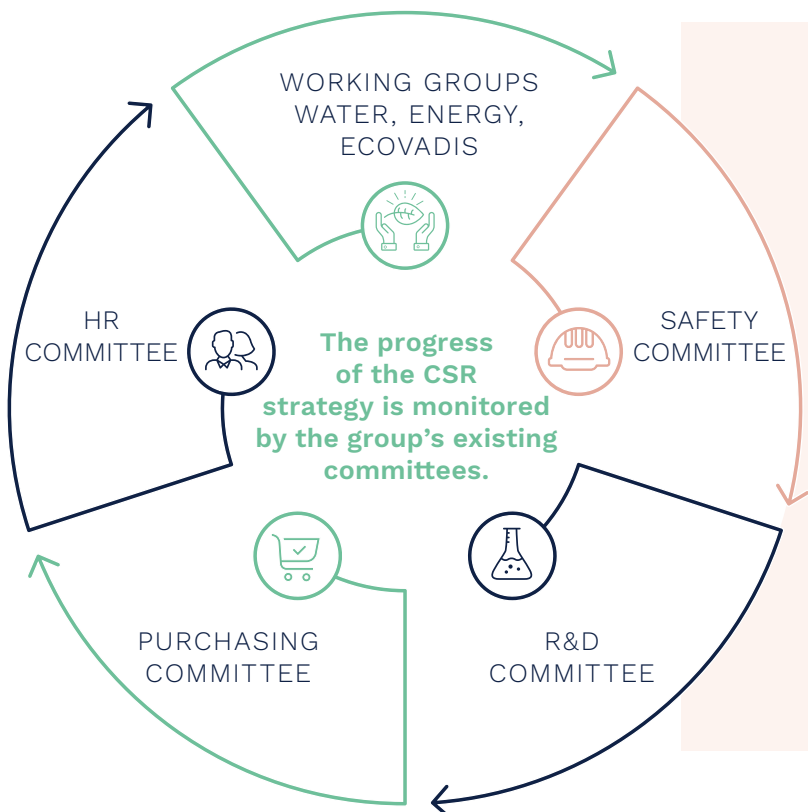 WORKING GROUPS
WATER, ENERGY,
ECOVADIS
HR
COMMITTEE
The progress
of the CSR
strategy is monitored
by the group's existing
committees.
SAFETY
COMMITTEE
PURCHASING
COMMITTEE
R&D
COMMITTEE